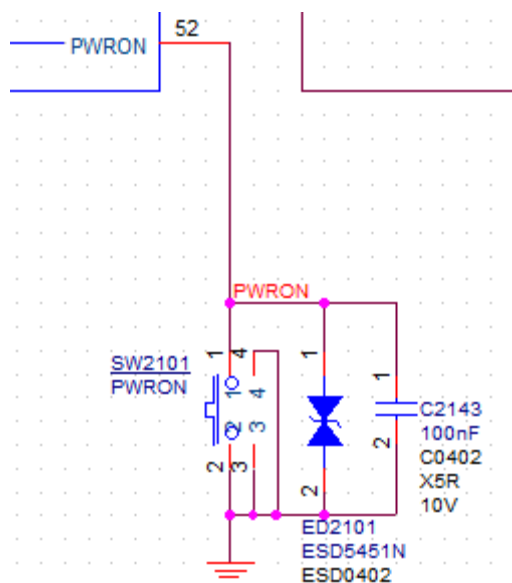 52
PWRON
PWRON
1
4
1
1
SW2101
PWRON
1
4
2
3
C2143
100nF
C0402
X5R
10V
2
2
3
2
ED2101
ESD5451N
ESD0402